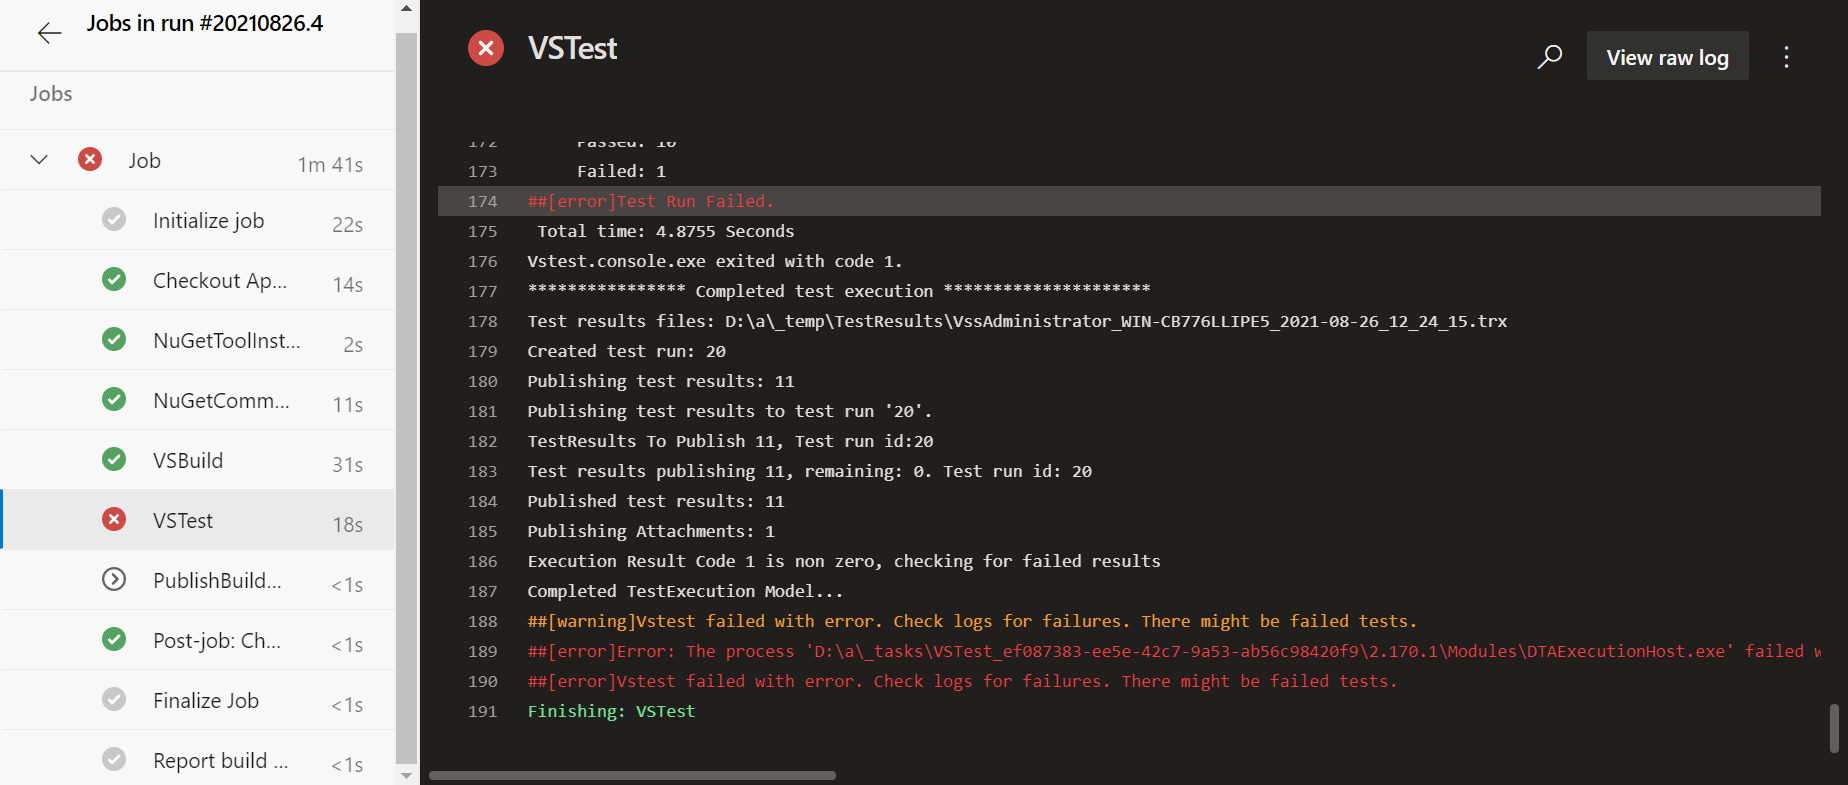 Jobs in run #20210826.4
Jobs
Job 1m 41s
Initialize job 22s
Checkout Ap... 14s
NuGetToolInst... 2s
NuGetComm... 11s
VSBuild 31s
VSTest 18s
PublishBuild... <1s
Post-job: Ch... <1s
Finalize Job <1s
Report build ... <1s
VSTest
View raw log
172 Passed: 10
173 Failed: 1
174 ##[error]Test Run Failed.
175 Total time: 4.8755 Seconds
176 Vstest.console.exe exited with code 1.
177 **************** Completed test execution *********************
178 Test results files: D:\a\_temp\TestResults\VssAdministrator_WIN-CB776LLIPE5_2021-08-26_12_24_15.trx
179 Created test run: 20
180 Publishing test results: 11
181 Publishing test results to test run '20'.
182 TestResults To Publish 11, Test run id:20
183 Test results publishing 11, remaining: 0. Test run id: 20
184 Published test results: 11
185 Publishing Attachments: 1
186 Execution Result Code 1 is non zero, checking for failed results
187 Completed TestExecution Model...
188 ##[warning]Vstest failed with error. Check logs for failures. There might be failed tests.
189 ##[error]Error: The process 'D:\a\_tasks\VSTest_ef087383-ee5e-42c7-9a53-ab56c98420f9\2.170.1\Modules\DTAExecutionHost.exe' failed w
190 ##[error]Vstest failed with error. Check logs for failures. There might be failed tests.
191 Finishing: VSTest